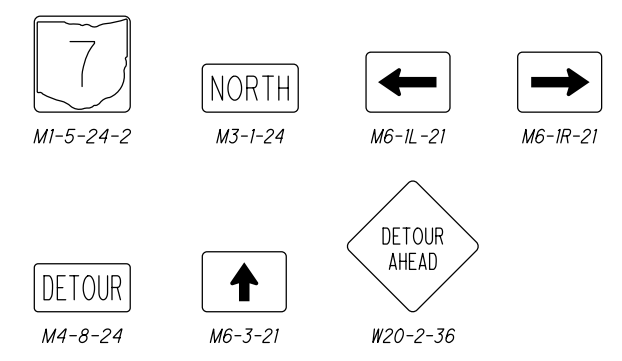 7
NORTH
M1-5-24-2
M3-1-24
M6-1L-21
M6-1R-21
DETOUR
DETOUR
AHEAD
M4-8-24
M6-3-21
W20-2-36